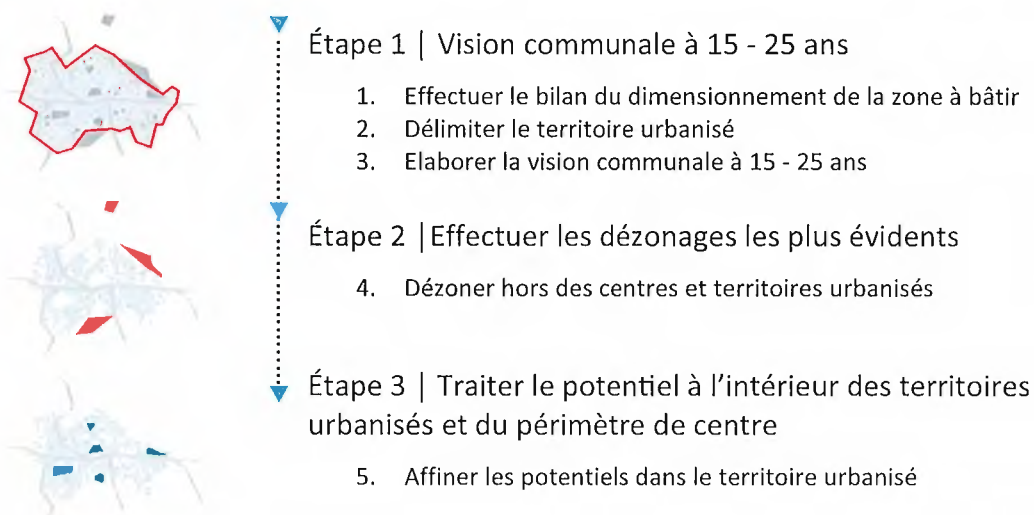 Étape 1 | Vision communale à 15 - 25 ans
1. Effectuer le bilan du dimensionnement de la zone à bâtir
2. Délimiter le territoire urbanisé
3. Elaborer la vision communale à 15 - 25 ans
Étape 2 |Effectuer les dézonages les plus évidents
4. Dézoner hors des centres et territoires urbanisés
Étape 3 | Traiter le potentiel à l’intérieur des territoires
urbanisés et du périmètre de centre
5. Affiner les potentiels dans le territoire urbanisé